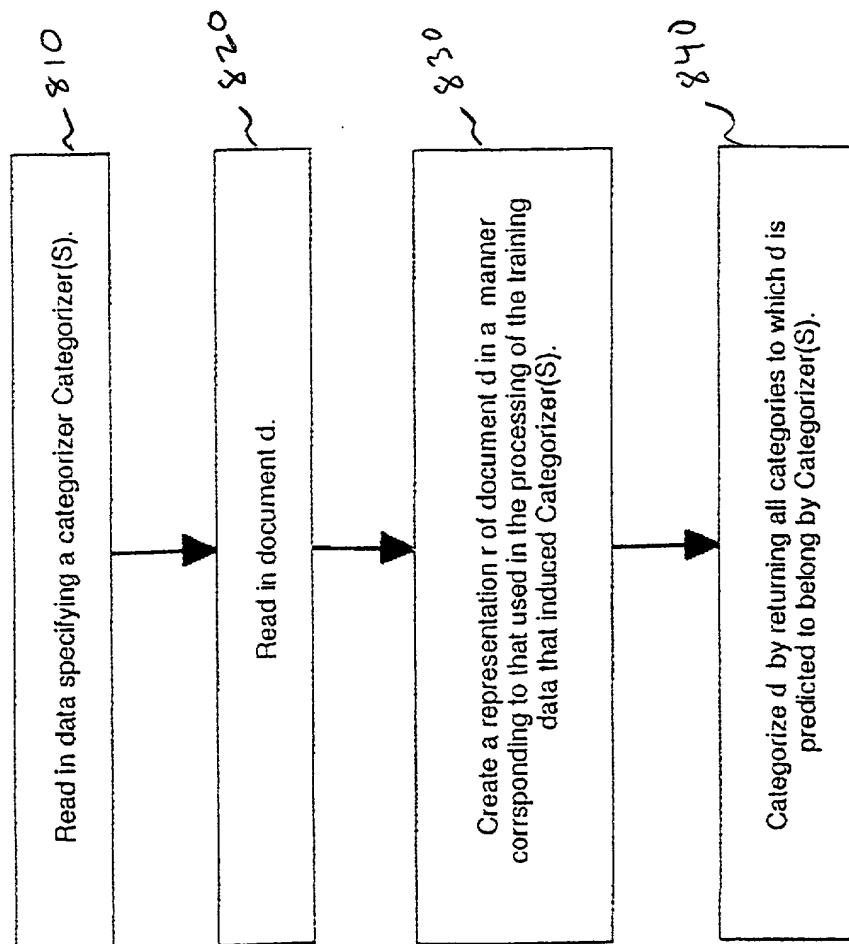 Read in data specifying a categorizer Categorizer(S).
810
Read in document d.
820
Create a representation r of document d in a manner
corrsponding to that used in the processing of the training
data that induced Categorizer(S).
830
Categorize d by returning all categories to which d is
predicted to belong by Categorizer(S).
840